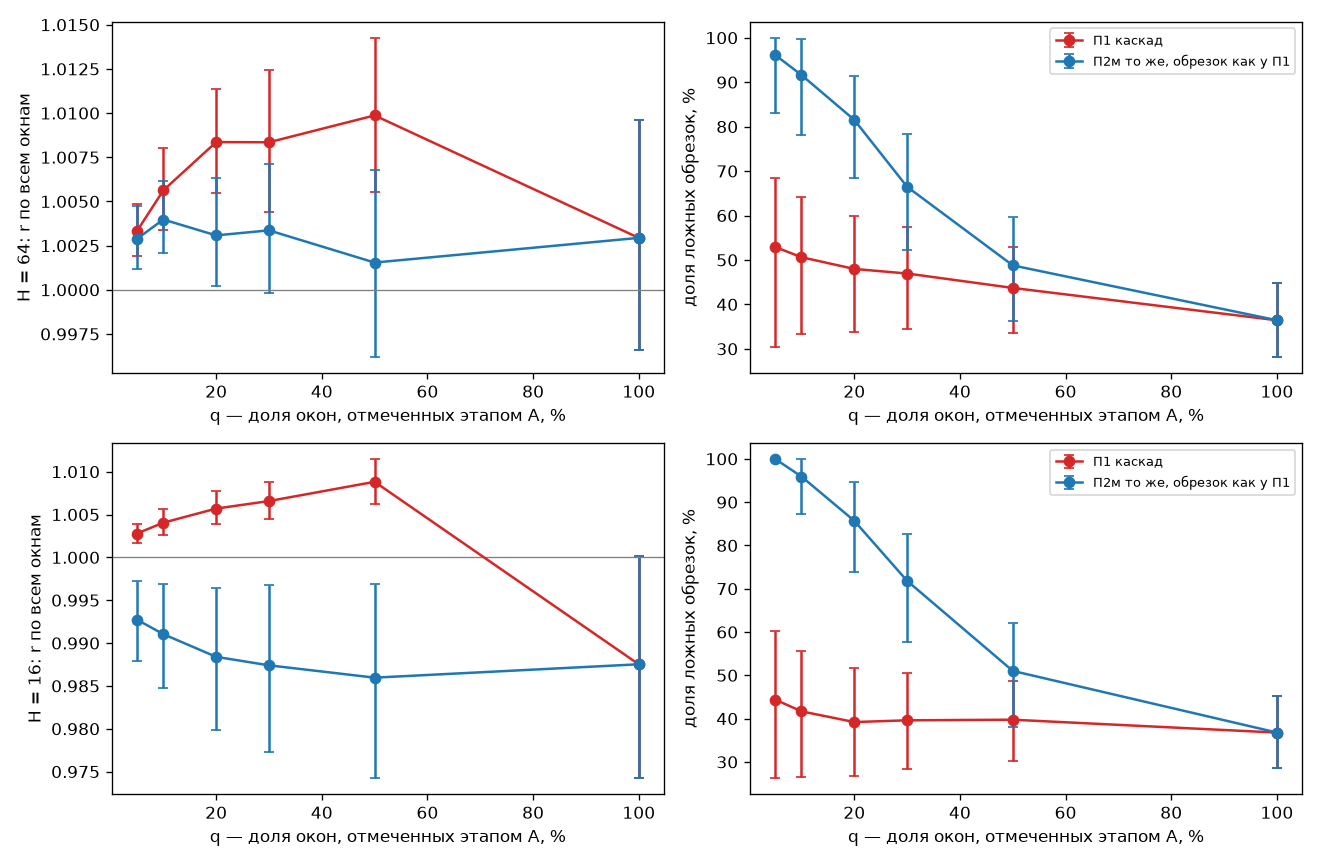 1.0150
1.0125
1.0100
1.0075
1.0050
1.0025
1.0000
0.9975
H = 64: r по всем окнам
20 40 60 80 100
q — доля окон, отмеченных этапом A, %
100
90
80
70
60
50
40
30
доля ложных обрезок, %
П1 каскад
П2м то же, обрезок как у П1
20 40 60 80 100
q — доля окон, отмеченных этапом A, %
1.010
1.005
1.000
0.995
0.990
0.985
0.980
0.975
H = 16: r по всем окнам
20 40 60 80 100
q — доля окон, отмеченных этапом A, %
100
90
80
70
60
50
40
30
доля ложных обрезок, %
П1 каскад
П2м то же, обрезок как у П1
20 40 60 80 100
q — доля окон, отмеченных этапом A, %